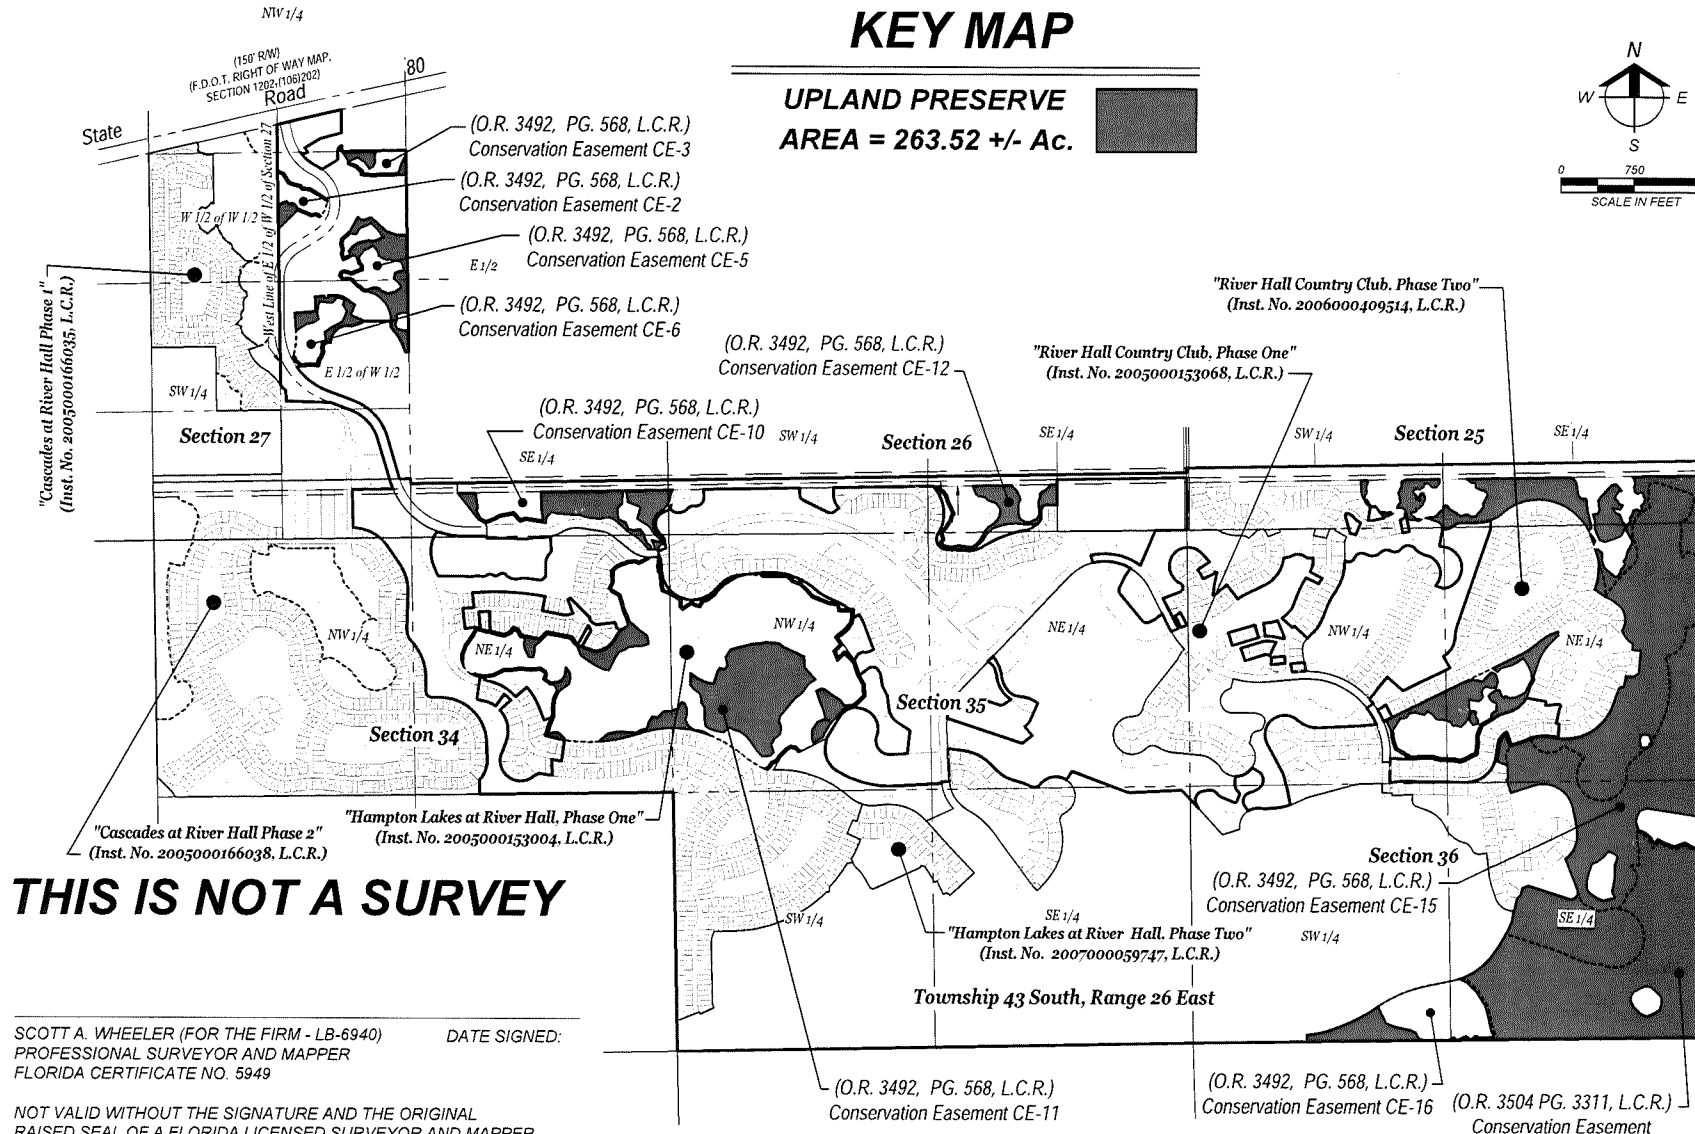 KEY MAP
UPLAND PRESERVE
AREA = 263.52 +/- Ac.
N
W
E
S
0
750
SCALE IN FEET
NW 1/4
(150' R/W)
(F.D.O.T. RIGHT OF WAY MAP,
SECTION 1202-(106)202)
State
Road
80
(O.R. 3492, PG. 568, L.C.R.)
Conservation Easement CE-3
(O.R. 3492, PG. 568, L.C.R.)
Conservation Easement CE-2
(O.R. 3492, PG. 568, L.C.R.)
Conservation Easement CE-5
(O.R. 3492, PG. 568, L.C.R.)
Conservation Easement CE-6
W 1/2 of W 1/2
West Line of E 1/2 of W 1/2 of Section 27
E 1/2
E 1/2 of W 1/2
SW 1/4
Section 27
"Cascades at River Hall Phase 1"
(Inst. No. 2005000166035, L.C.R.)
(O.R. 3492, PG. 568, L.C.R.)
Conservation Easement CE-12
(O.R. 3492, PG. 568, L.C.R.)
Conservation Easement CE-10
SE 1/4
SW 1/4
Section 26
SE 1/4
"River Hall Country Club, Phase Two"
(Inst. No. 2006000409514, L.C.R.)
"River Hall Country Club, Phase One"
(Inst. No. 2005000153068, L.C.R.)
SW 1/4
Section 25
SE 1/4
NW 1/4
NE 1/4
NW 1/4
NE 1/4
NW 1/4
NE 1/4
Section 34
Section 35
"Cascades at River Hall Phase 2"
(Inst. No. 2005000166038, L.C.R.)
"Hampton Lakes at River Hall, Phase One"
(Inst. No. 2005000153004, L.C.R.)
Section 36
(O.R. 3492, PG. 568, L.C.R.)
Conservation Easement CE-15
THIS IS NOT A SURVEY
SW 1/4
SE 1/4
SW 1/4
SE 1/4
"Hampton Lakes at River Hall, Phase Two"
(Inst. No. 2007000059747, L.C.R.)
Township 43 South, Range 26 East
SCOTT A. WHEELER (FOR THE FIRM - LB-6940)
DATE SIGNED:
PROFESSIONAL SURVEYOR AND MAPPER
FLORIDA CERTIFICATE NO. 5949
NOT VALID WITHOUT THE SIGNATURE AND THE ORIGINAL
RAISED SEAL OF A FLORIDA LICENSED SURVEYOR AND MAPPER
(O.R. 3492, PG. 568, L.C.R.)
Conservation Easement CE-11
(O.R. 3492, PG. 568, L.C.R.)
Conservation Easement CE-16
(O.R. 3504 PG. 3311, L.C.R.)
Conservation Easement